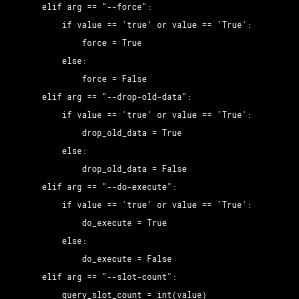 elif arg == "--force":
if value == 'true' or value == 'True':
force = True
else:
force = False
elif arg == "--drop-old-data":
if value == 'true' or value == 'True':
drop_old_data = True
else:
drop_old_data = False
elif arg == "--do-execute":
if value == 'true' or value == 'True':
do_execute = True
else:
do_execute = False
elif arg == "--slot-count":
query_slot_count = int(value)